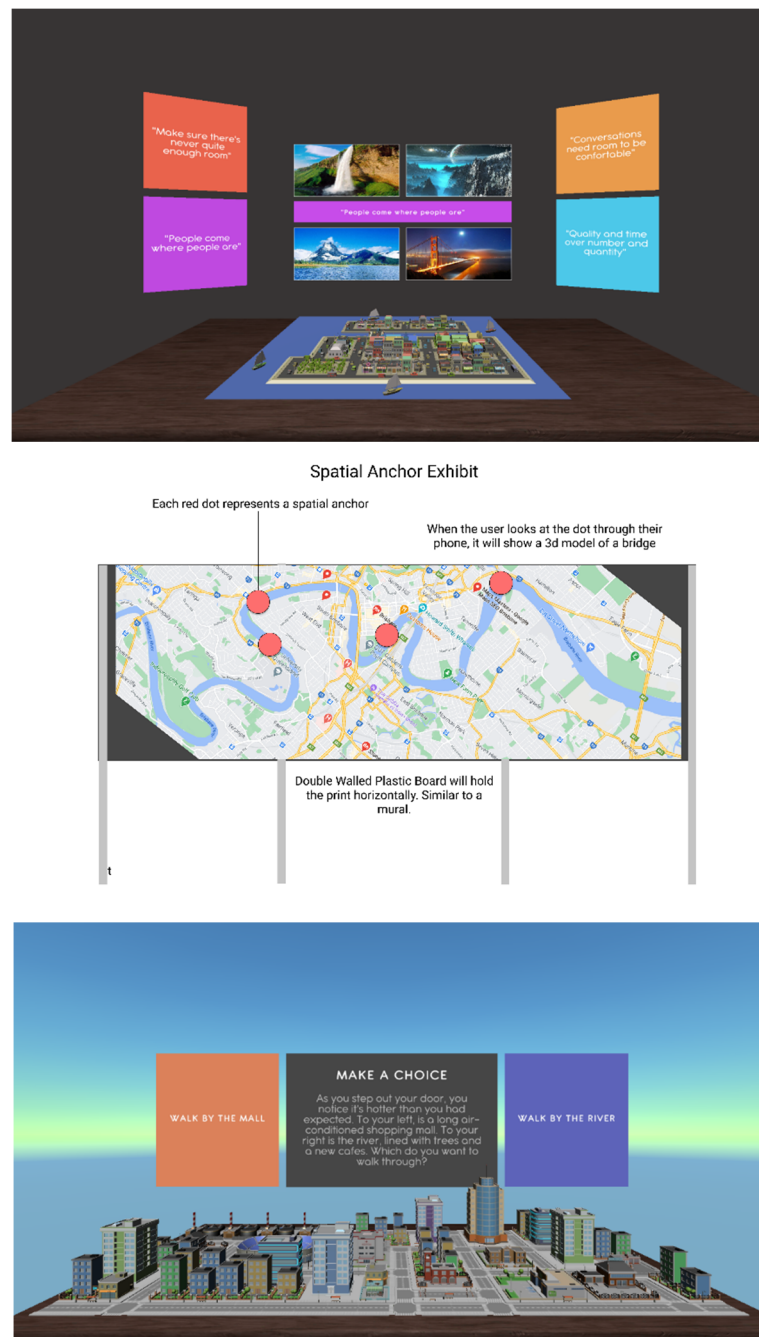 "Make sure there's
never quite
enough room"
"People come
where people are"
"People come where people are"
"Conversations
need room to be
confortable"
"Quality and time
over number and
quantity"
Spatial Anchor Exhibit
Each red dot represents a spatial anchor
When the user looks at the dot through their
phone, it will show a 3d model of a bridge
Double Walled Plastic Board will hold
the print horizontally. Similar to a
mural.
t
WALK BY THE MALL
MAKE A CHOICE
As you step out your door, you
notice it's hotter than you had
expected. To your left, is a long air-
conditioned shopping mall. To your
right is the river, lined with trees and
a new cafes. Which do you want to
walk through?
WALK BY THE RIVER